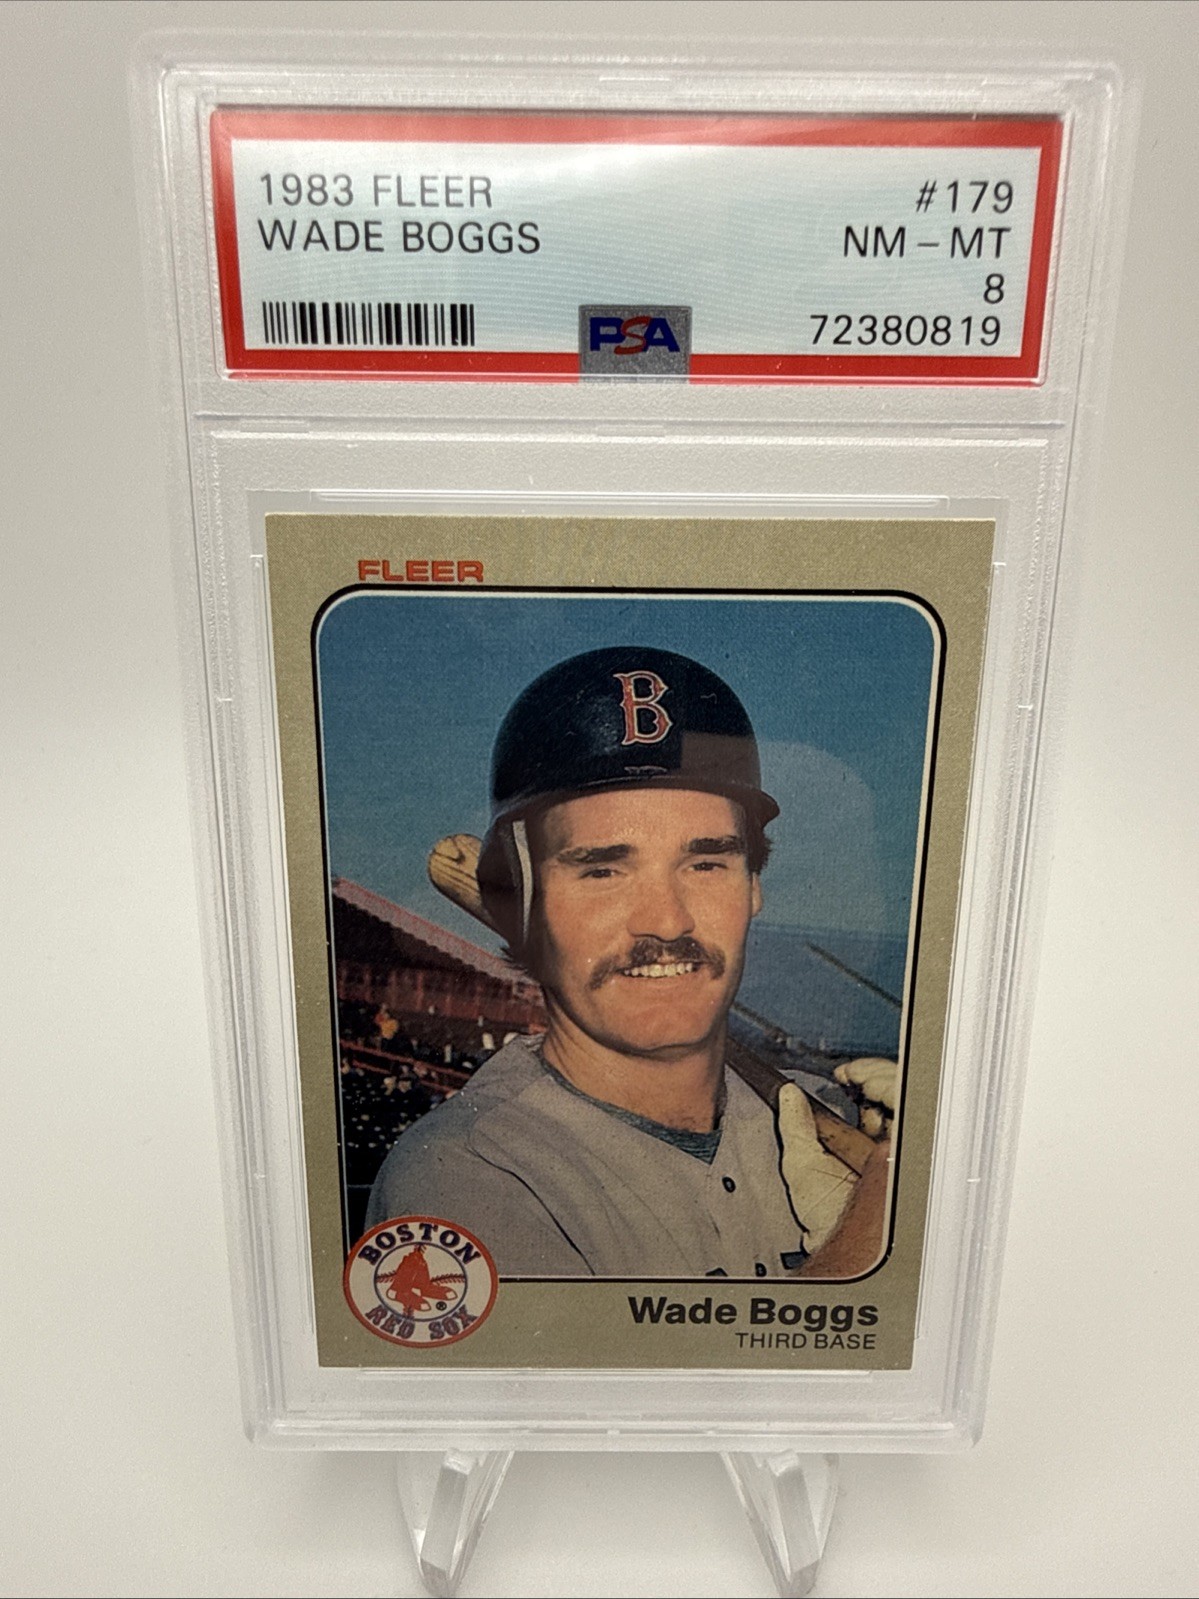 1983 FLEER #179
WADE BOGGS NM - MT
8
PSA 72380819
FLEER
B
BOSTON
RED SOX
®
Wade Boggs
THIRD BASE